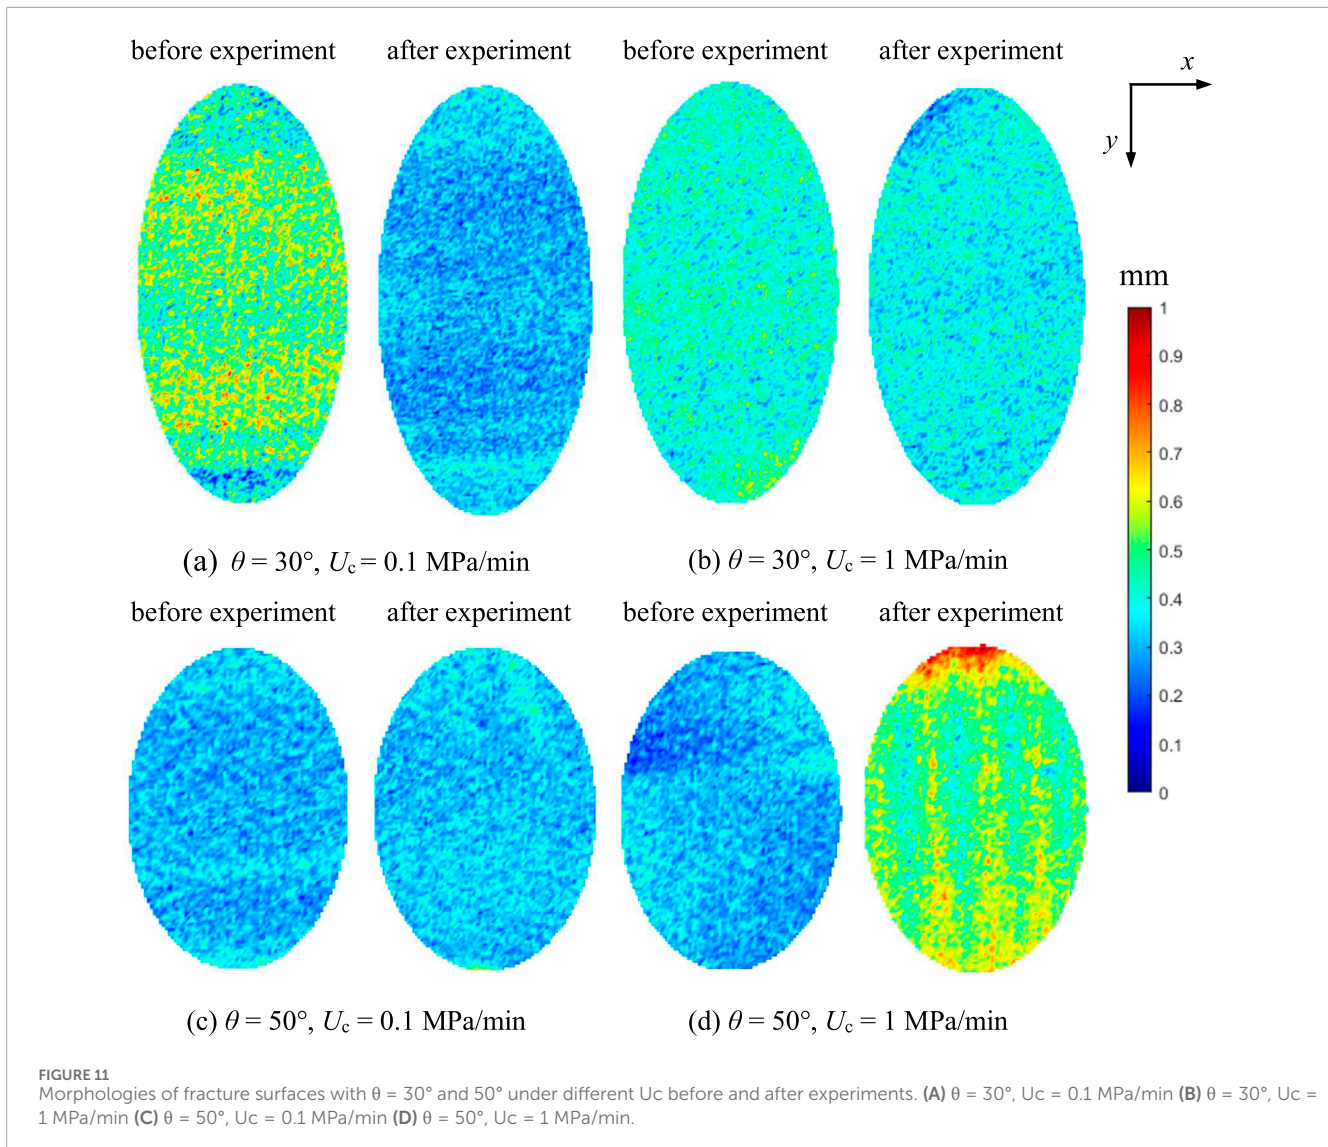 before experiment after experiment before experiment after experiment
x
y
mm
1
0.9
0.8
0.7
0.6
0.5
0.4
0.3
0.2
0.1
0
(a) θ = 30°, Uc = 0.1 MPa/min (b) θ = 30°, Uc = 1 MPa/min
before experiment after experiment before experiment after experiment
(c) θ = 50°, Uc = 0.1 MPa/min (d) θ = 50°, Uc = 1 MPa/min
FIGURE 11
Morphologies of fracture surfaces with θ = 30° and 50° under different Uc before and after experiments. (A) θ = 30°, Uc = 0.1 MPa/min (B) θ = 30°, Uc =
1 MPa/min (C) θ = 50°, Uc = 0.1 MPa/min (D) θ = 50°, Uc = 1 MPa/min.